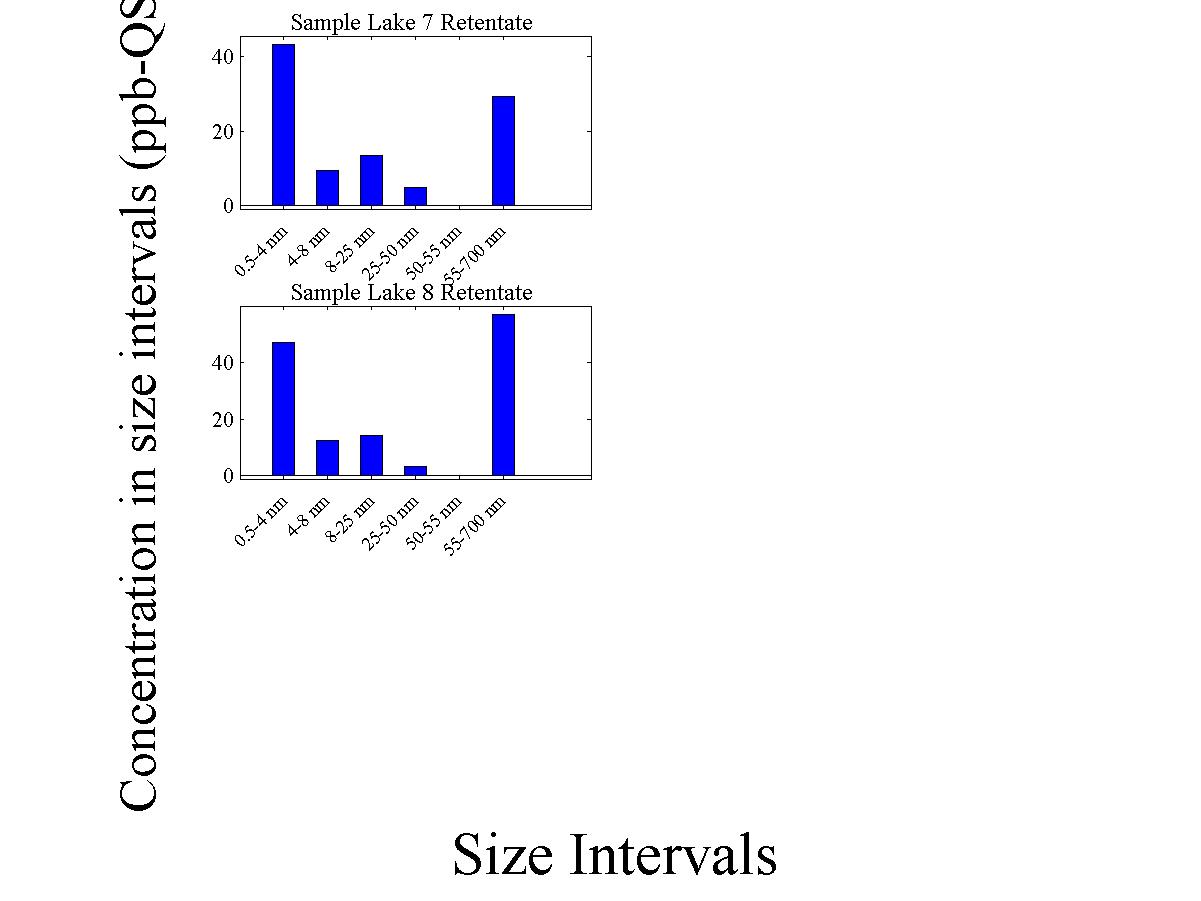 Concentration in size intervals (ppb-QS
Sample Lake 7 Retentate
40
20
0
0.5-4 nm
4-8 nm
8-25 nm
25-50 nm
50-55 nm
55-700 nm
Sample Lake 8 Retentate
40
20
0
0.5-4 nm
4-8 nm
8-25 nm
25-50 nm
50-55 nm
55-700 nm
Size Intervals